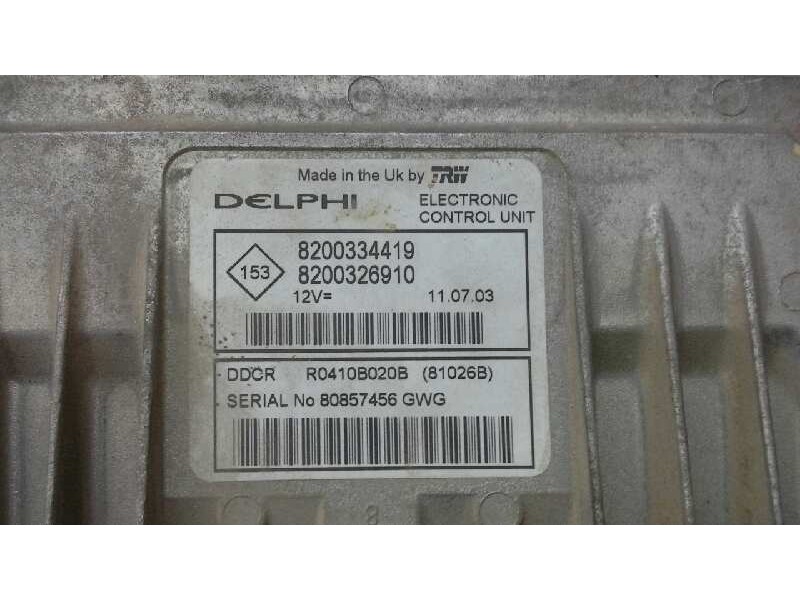 Made in the Uk by TRW
DELPHI
ELECTRONIC
CONTROL UNIT
153
8200334419
8200326910
12V= 11.07.03
DDCR R0410B020B (81026B)
SERIAL No 80857456 GWG